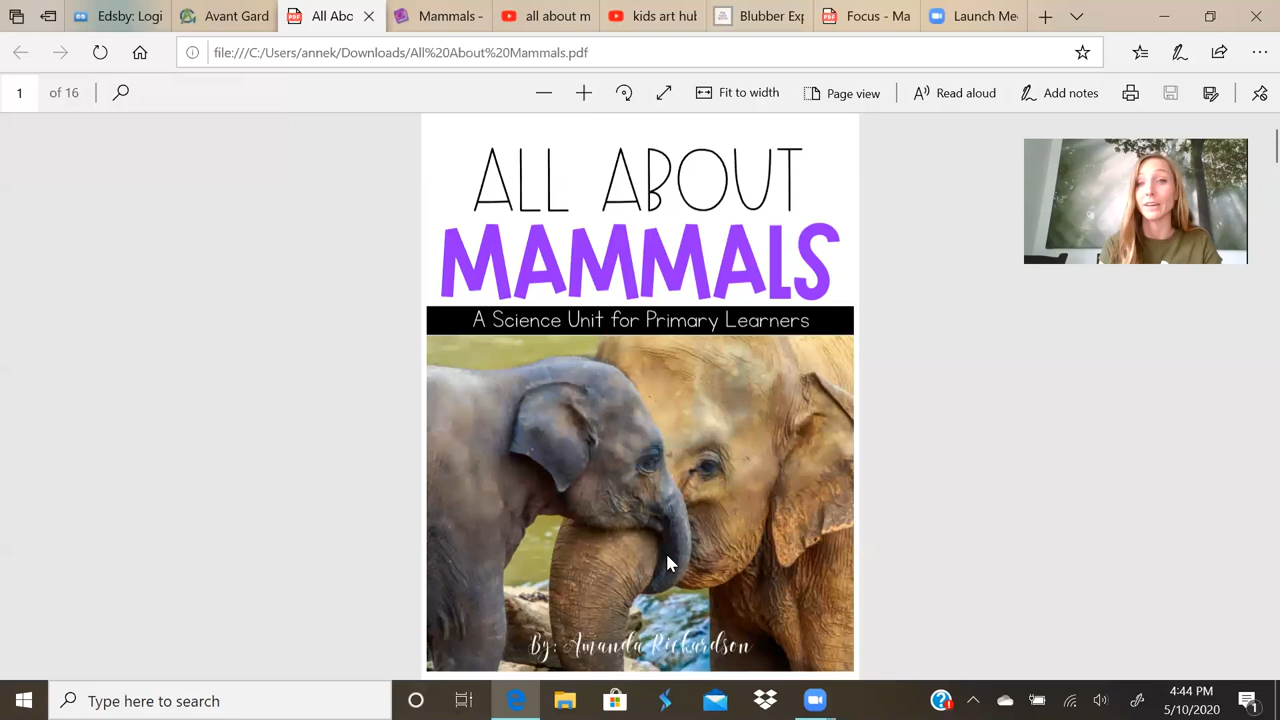 Edsby: Logi
Avant Gard
All Abo
Mammals -
all about m
kids art hub
Blubber Exp
Focus - Ma
Launch Me
file:///C:/Users/annek/Downloads/All%20About%20Mammals.pdf
1 of 16
Fit to width
Page view
Read aloud
Add notes
ALL ABOUT
MAMMALS
A Science Unit for Primary Learners
By: Amanda Richardson
Type here to search
4:44 PM
5/10/2020